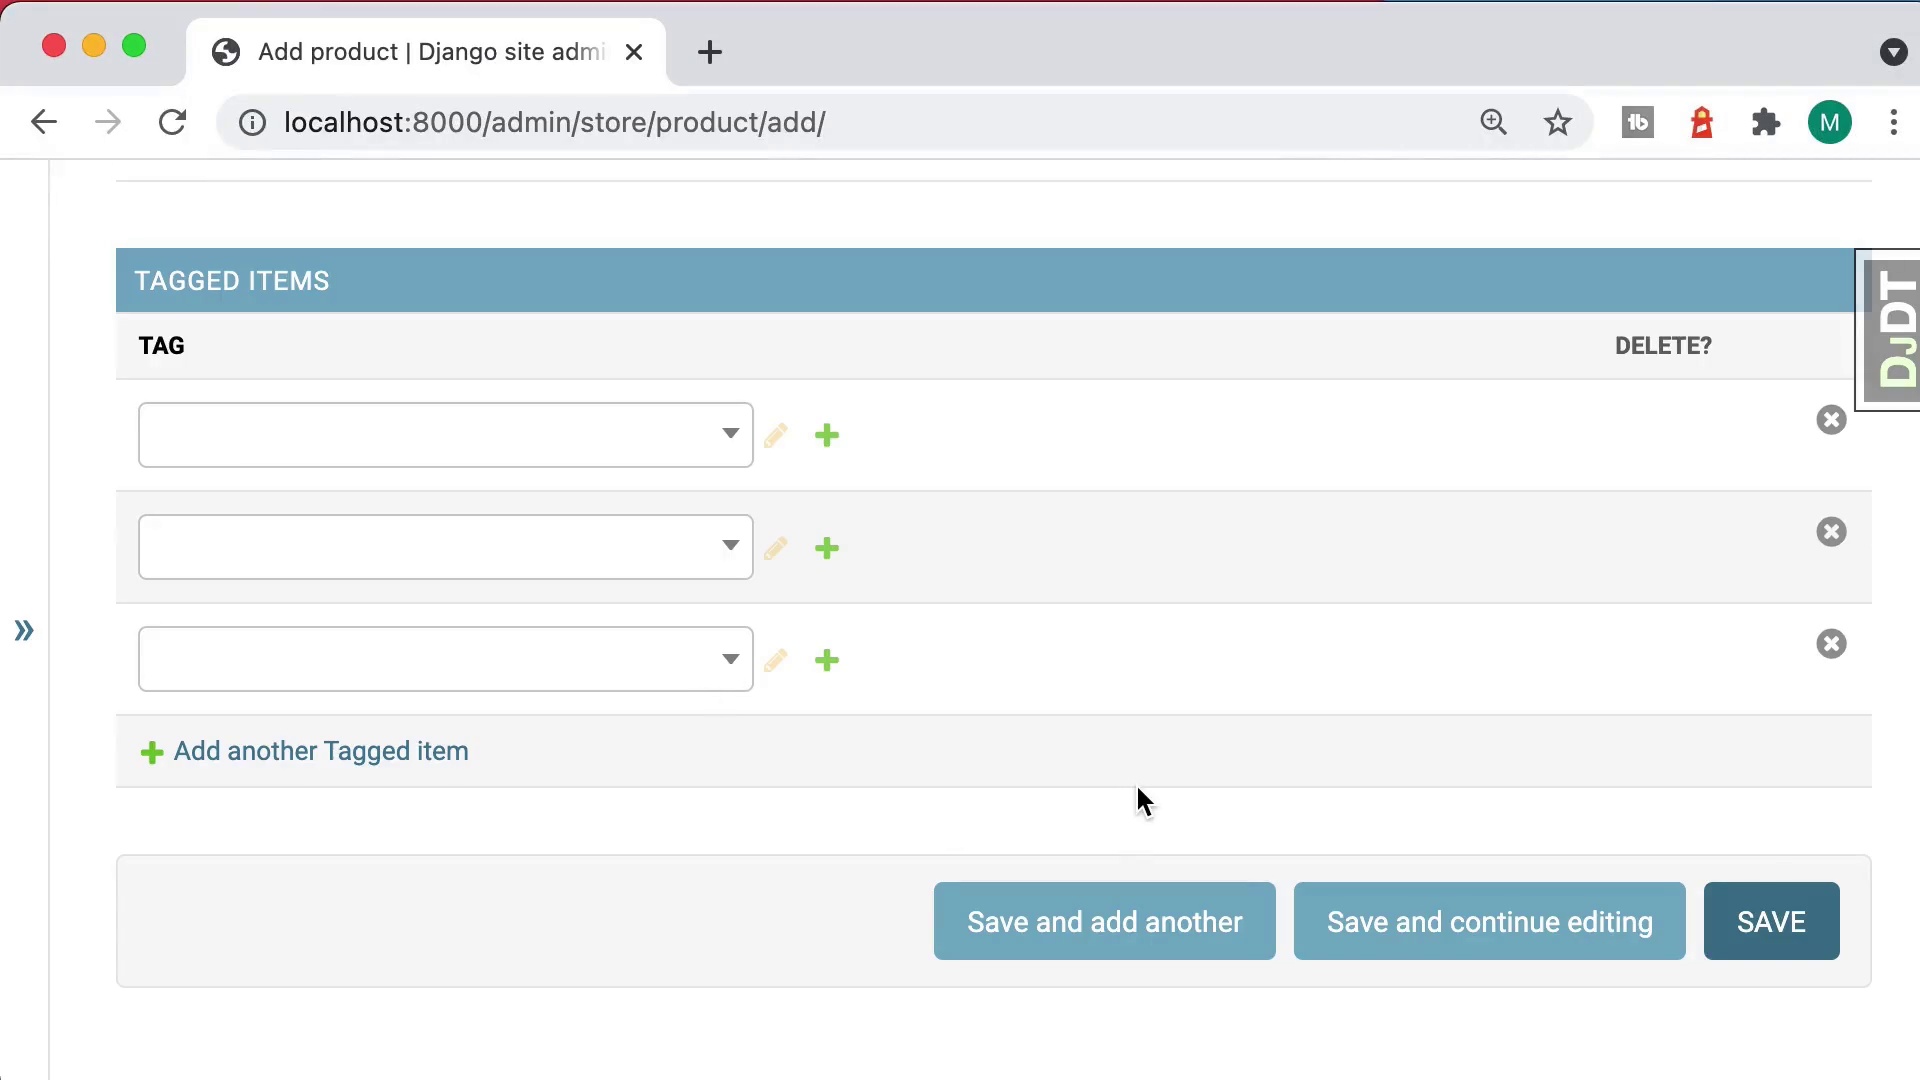 Add product | Django site admi
localhost:8000/admin/store/product/add/
tb
M
TAGGED ITEMS
DJDT
TAG
DELETE?
»
Add another Tagged item
Save and add another
Save and continue editing
SAVE